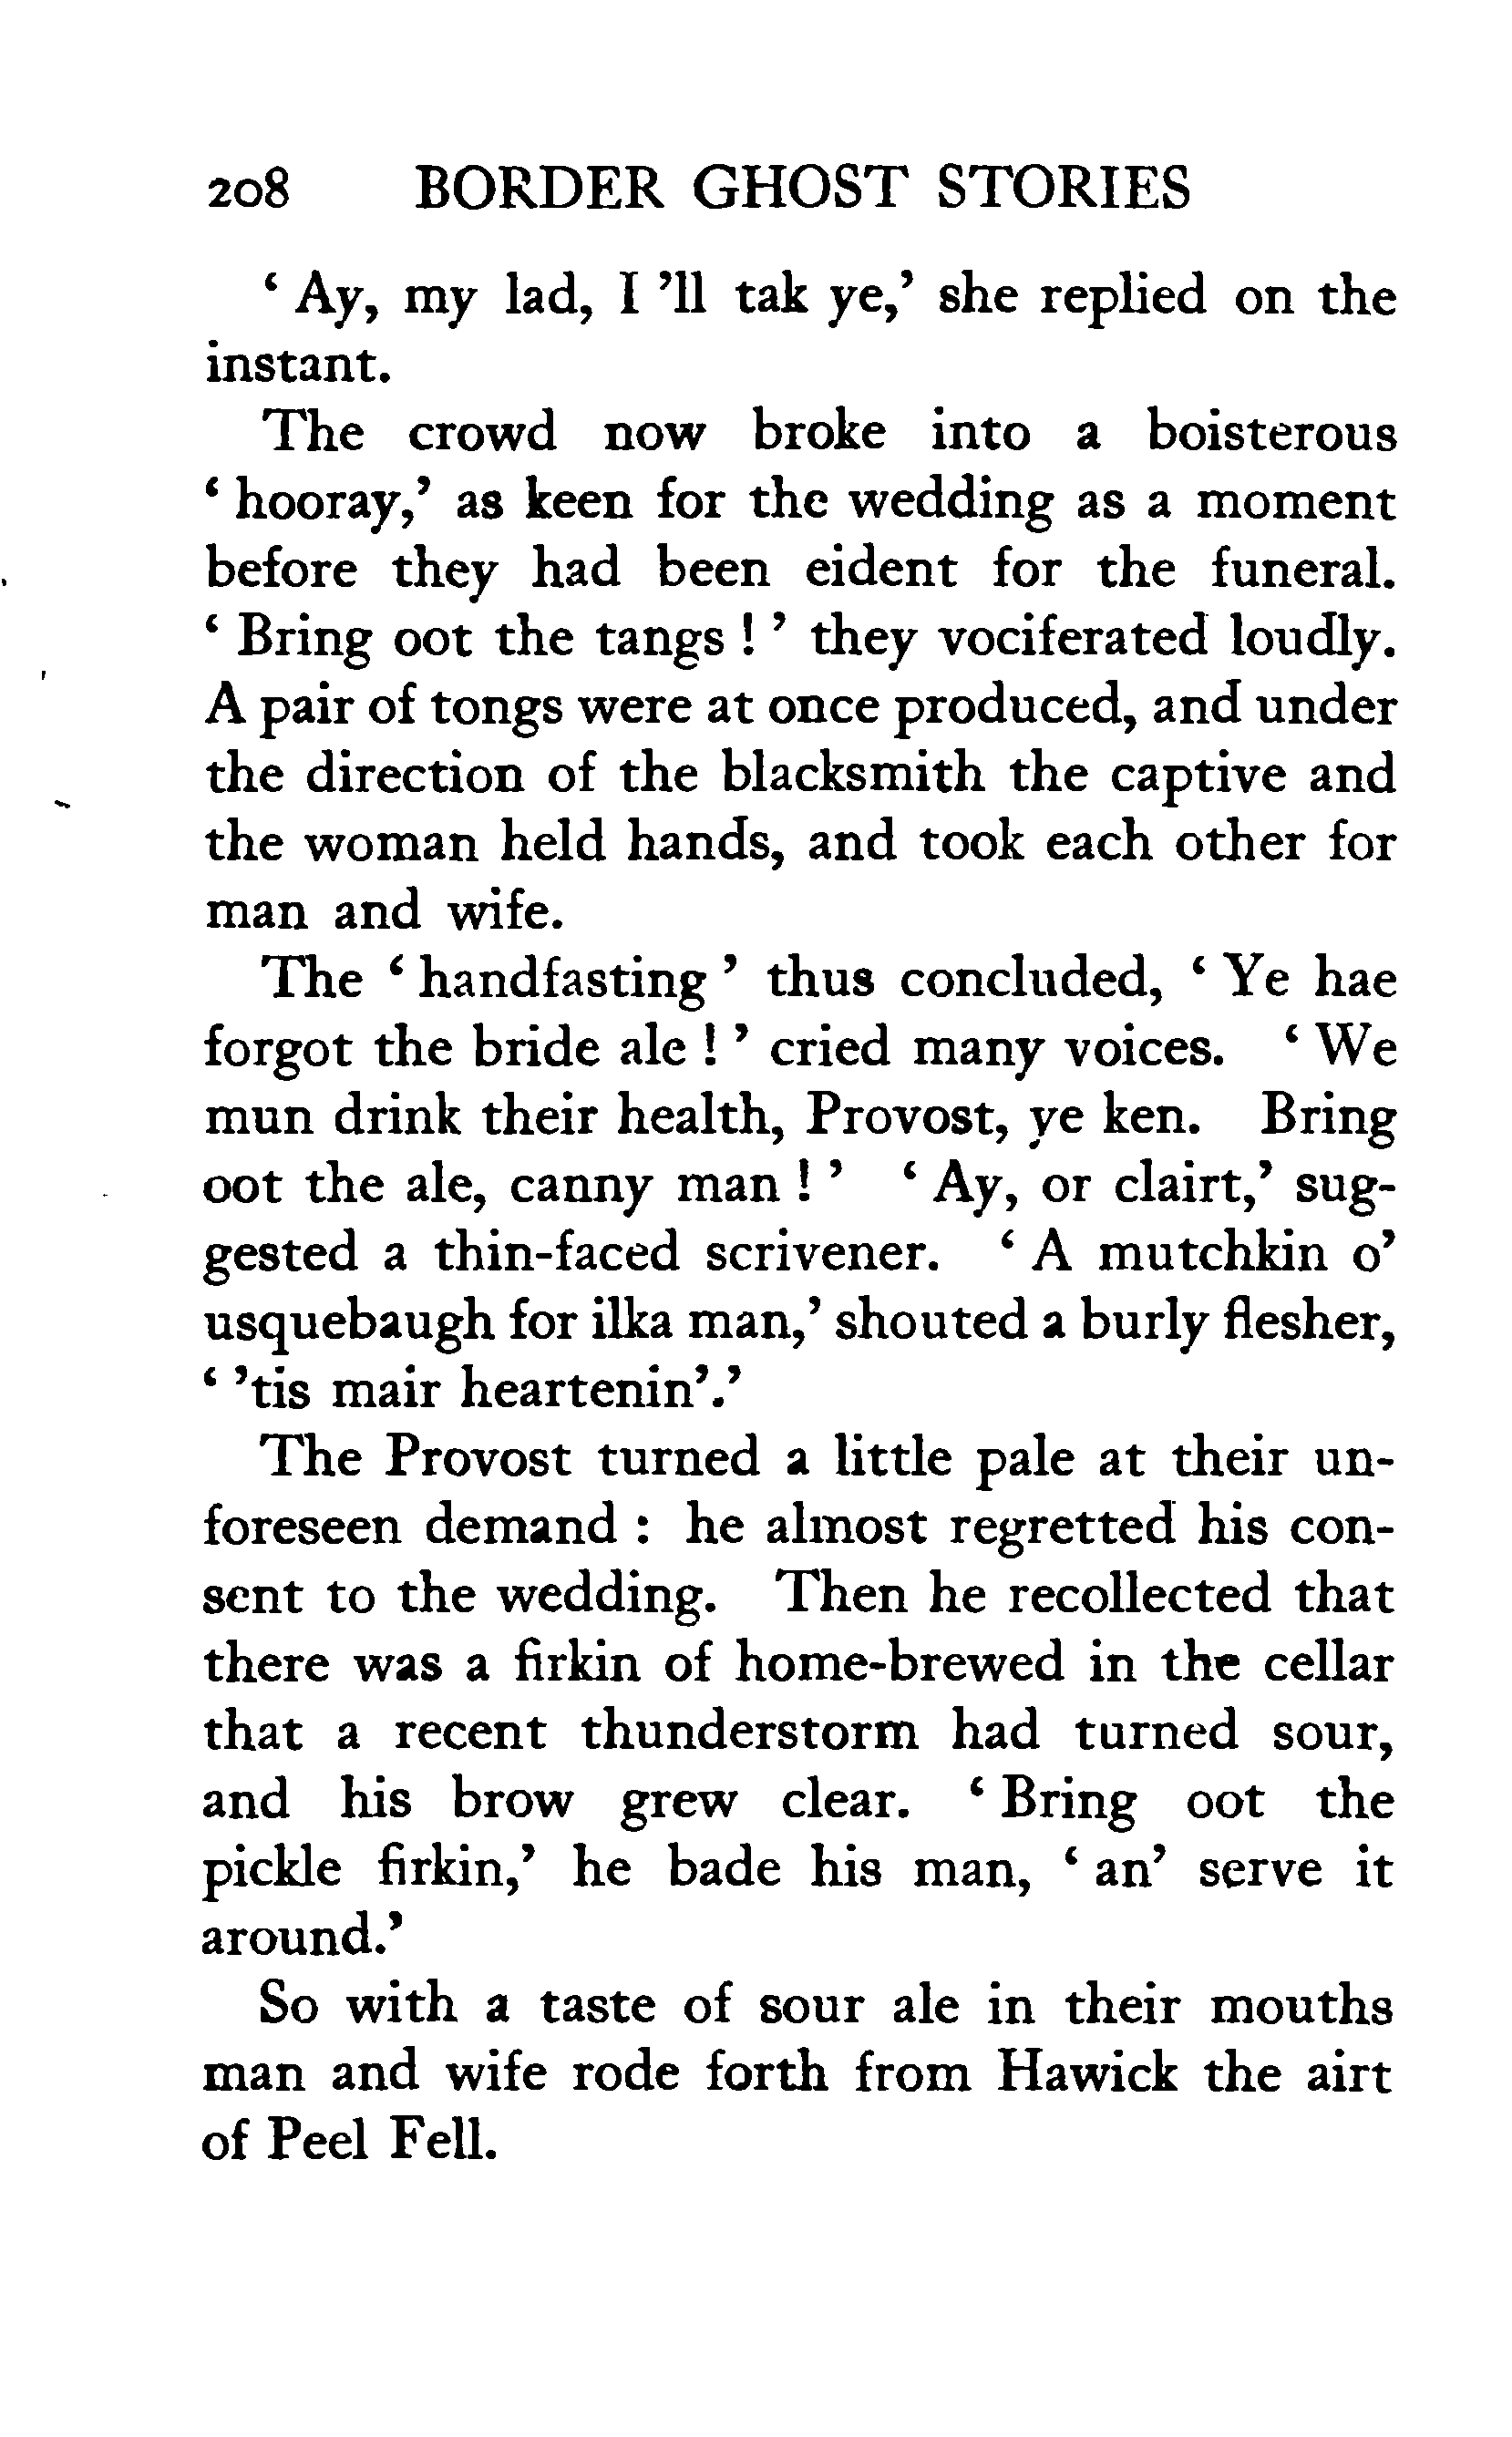 208 BORDER GHOST STORIES
‘ Ay, my lad, I ’ll tak ye,’ she replied on the
instant.
The crowd now broke into a boisterous
‘ hooray,’ as keen for the wedding as a moment
before they had been eident for the funeral.
‘ Bring oot the tangs ! ’ they vociferated loudly.
A pair of tongs were at once produced, and under
the direction of the blacksmith the captive and
the woman held hands, and took each other for
man and wife.
The ‘ handfasting ’ thus concluded, ‘ Ye hae
forgot the bride ale ! ’ cried many voices. ‘ We
mun drink their health, Provost, ye ken. Bring
oot the ale, canny man ! ’ ‘ Ay, or clairt,’ sug-
gested a thin-faced scrivener. ‘ A mutchkin o’
usquebaugh for ilka man,’ shouted a burly flesher,
‘ ’tis mair heartenin’.’
The Provost turned a little pale at their un-
foreseen demand : he almost regretted his con-
sent to the wedding. Then he recollected that
there was a firkin of home-brewed in the cellar
that a recent thunderstorm had turned sour,
and his brow grew clear. ‘ Bring oot the
pickle firkin,’ he bade his man, ‘ an’ serve it
around.’
So with a taste of sour ale in their mouths
man and wife rode forth from Hawick the airt
of Peel Fell.